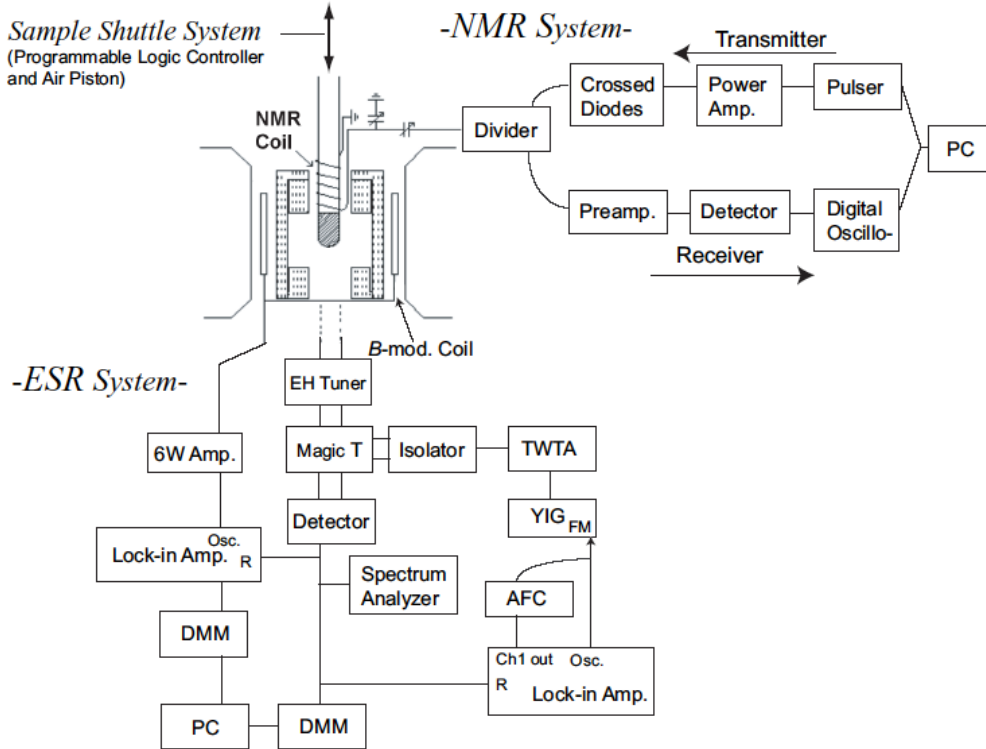 Sample Shuttle System
(Programmable Logic Controller
and Air Piston)
-NMR System-
Transmitter
NMR
Coil
Divider
Crossed
Diodes
Power
Amp.
Pulser
PC
Preamp.
Detector
Digital
Oscillo-
Receiver
B-mod. Coil
-ESR System-
EH Tuner
6W Amp.
Magic T
Isolator
TWTA
Detector
YIG FM
Osc.
Lock-in Amp. R
Spectrum
Analyzer
AFC
DMM
Ch1 out Osc.
R
Lock-in Amp.
PC
DMM